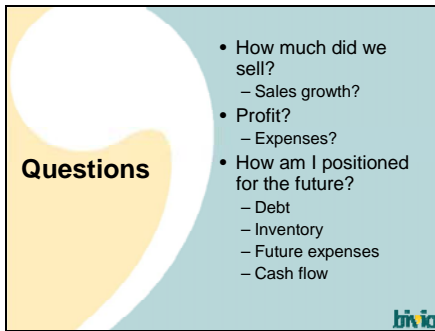 Questions
• How much did we
sell?
– Sales growth?
• Profit?
– Expenses?
• How am I positioned
for the future?
– Debt
– Inventory
– Future expenses
– Cash flow
bivio